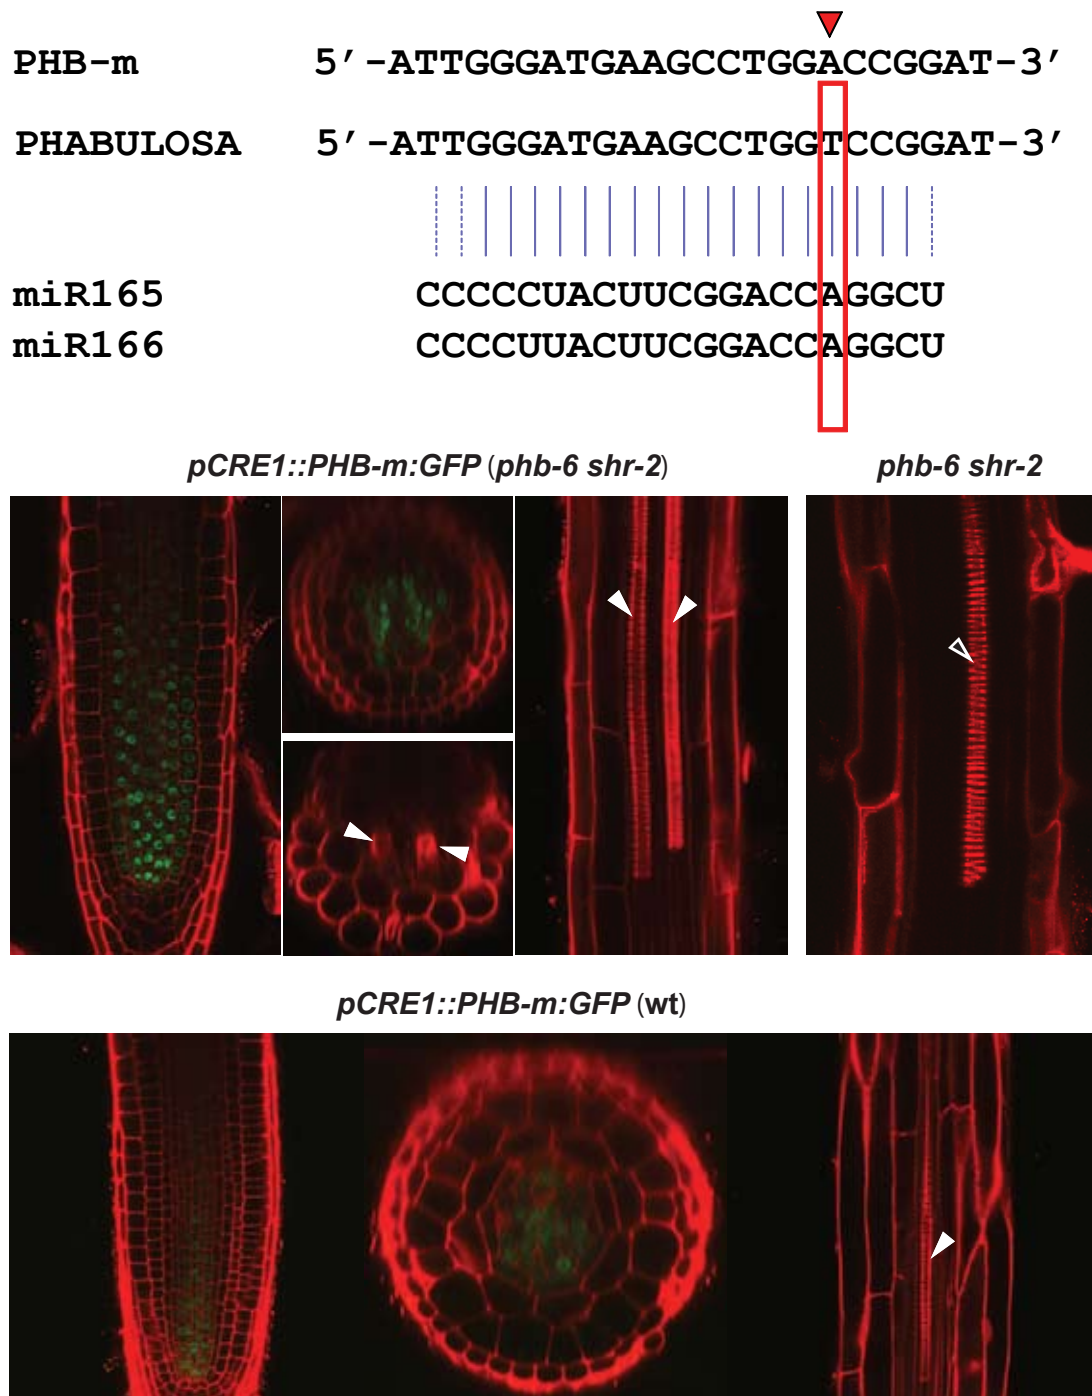 PHB-m 5′-ATTGGGATGAAGCCTGGACCGGAT-3′
PHABULOSA 5′-ATTGGGATGAAGCCTGGTCCGGAT-3′
miR165 CCCCCUACUUCGGACCAGGCU
miR166 CCCCUUACUUCGGACCAGGCU
pCRE1::PHB-m:GFP (phb-6 shr-2) phb-6 shr-2
pCRE1::PHB-m:GFP (wt)